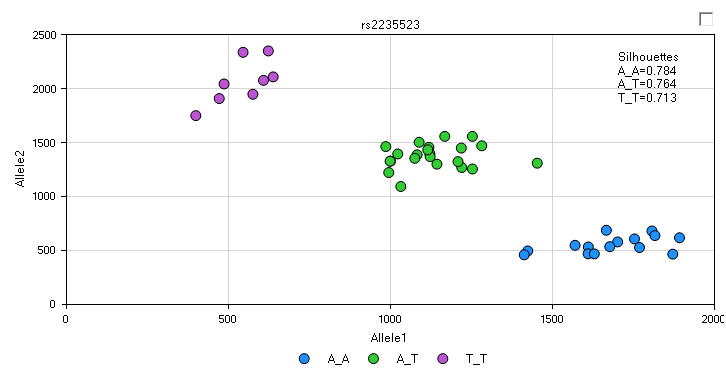 rs2235523
Silhouettes
A_A=0.784
A_T=0.764
T_T=0.713
2500
2000
1500
1000
500
0
Allele2
0 500 1000 1500 2000
Allele1
A_A A_T T_T